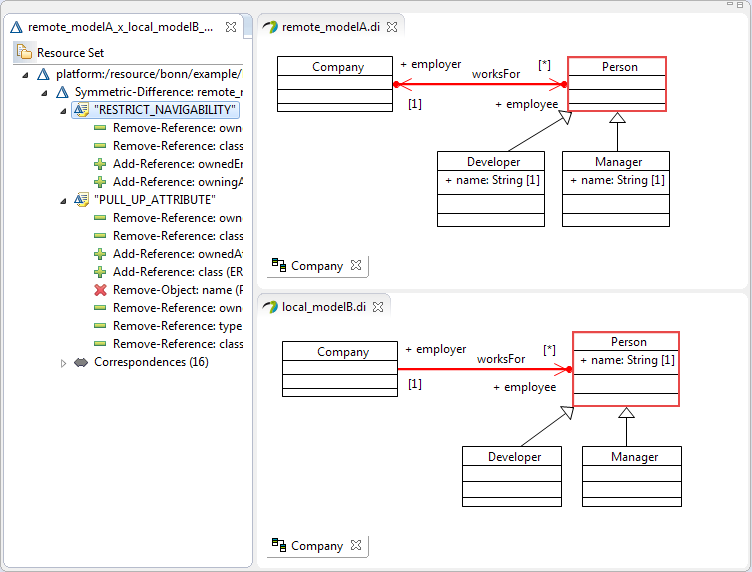 remote_modelA_x_local_modelB_...
Resource Set
platform:/resource/bonn/example/
Symmetric-Difference: remote_r
"RESTRICT_NAVIGABILITY"
Remove-Reference: owne
Remove-Reference: class
Add-Reference: ownedEr
Add-Reference: owningA
"PULL_UP_ATTRIBUTE"
Remove-Reference: owne
Remove-Reference: class
Add-Reference: ownedAt
Add-Reference: class (ER
Remove-Object: name (P
Remove-Reference: owne
Remove-Reference: type
Remove-Reference: class
Correspondences (16)
remote_modelA.di
Company
+ employer
worksFor
[*]
Person
[1]
+ employee
Developer
+ name: String [1]
Manager
+ name: String [1]
Company
local_modelB.di
Company
+ employer
worksFor
[*]
Person
+ name: String [1]
[1]
+ employee
Developer
Manager
Company